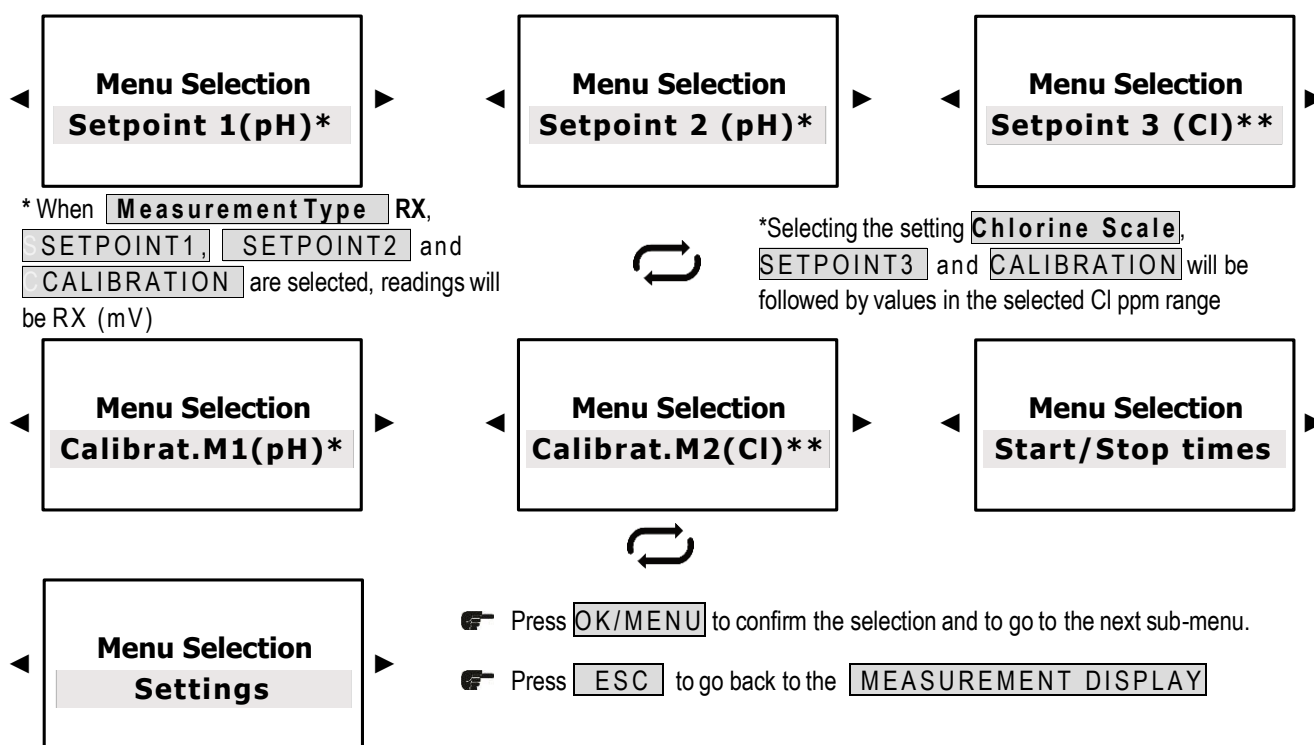 Menu Selection
Setpoint 1(pH)*
Menu Selection
Setpoint 2 (pH)*
Menu Selection
Setpoint 3 (Cl)**
* When Measurement Type RX,
SSETPOINT1, SETPOINT2 and
CCALIBRATION are selected, readings will
be RX (mV)
*Selecting the setting Chlorine Scale,
SETPOINT3 and CALIBRATION will be
followed by values in the selected Cl ppm range
Menu Selection
Calibrat.M1(pH)*
Menu Selection
Calibrat.M2(Cl)**
Menu Selection
Start/Stop times
Menu Selection
Settings
Press OK/MENU to confirm the selection and to go to the next sub-menu.
Press ESC to go back to the MEASUREMENT DISPLAY